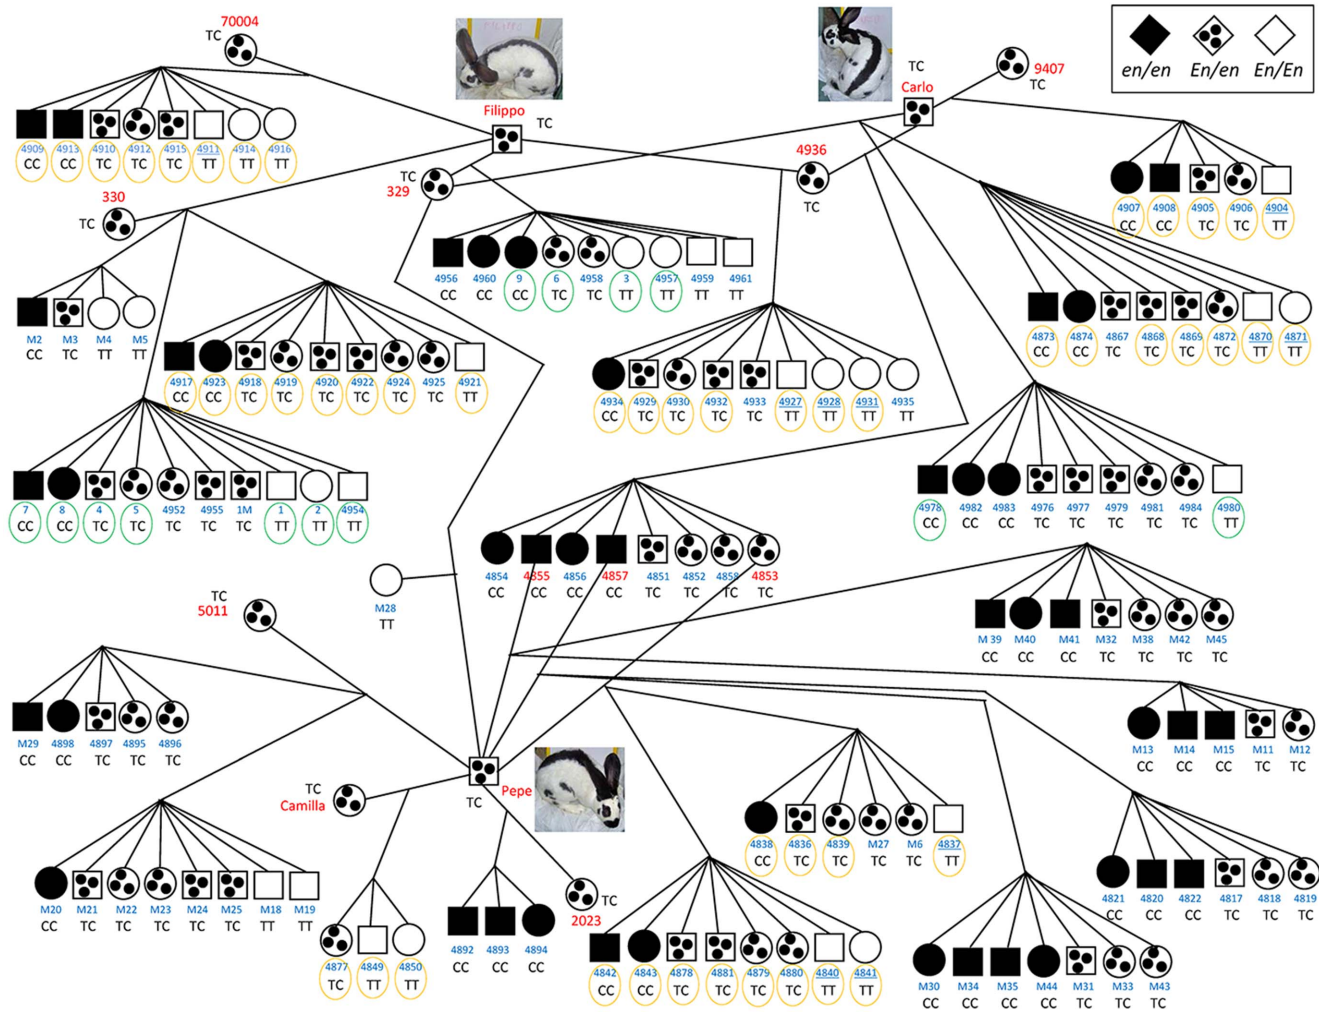 70004
TC
TC
Carlo
9407
TC
en/en En/en En/En
Filippo
TC
4909 4913 4910 4912 4915 4911 4914 4916
CC CC TC TC TC TT TT TT
330
TC
TC
329
4936
TC
4907 4908 4905 4906 4904
CC CC TC TC TT
4956 4960 9 6 4958 3 4957 4959 4961
CC CC CC TC TC TT TT TT TT
M2 M3 M4 M5
CC TC TT TT
4873 4874 4867 4868 4869 4872 4870 4871
CC CC TC TC TC TC TT TT
4917 4923 4918 4919 4920 4922 4924 4925 4921
CC CC TC TC TC TC TC TC TT
4934 4929 4930 4932 4933 4927 4928 4931 4935
CC TC TC TC TC TT TT TT TT
7 8 4 5 4952 4955 1M 1 2 4954
CC CC TC TC TC TC TC TT TT TT
4978 4982 4983 4976 4977 4979 4981 4984 4980
CC CC CC TC TC TC TC TC TT
4854 4855 4856 4857 4851 4852 4858 4853
CC CC CC CC TC TC TC TC
M28
TT
TC
5011
M 39 M40 M41 M32 M38 M42 M45
CC CC CC TC TC TC TC
M29 4898 4897 4895 4896
CC CC TC TC TC
M13 M14 M15 M11 M12
CC CC CC TC TC
TC
Camilla
TC
Pepe
4838 4836 4839 M27 M6 4837
CC TC TC TC TC TT
M20 M21 M22 M23 M24 M25 M18 M19
CC TC TC TC TC TC TT TT
4821 4820 4822 4817 4818 4819
CC CC CC TC TC TC
TC
2023
4877 4849 4850
TC TT TT
4892 4893 4894
CC CC CC
4842 4843 4878 4881 4879 4880 4840 4841
CC CC TC TC TC TC TT TT
M30 M34 M35 M44 M31 M33 M43
CC CC CC CC TC TC TC